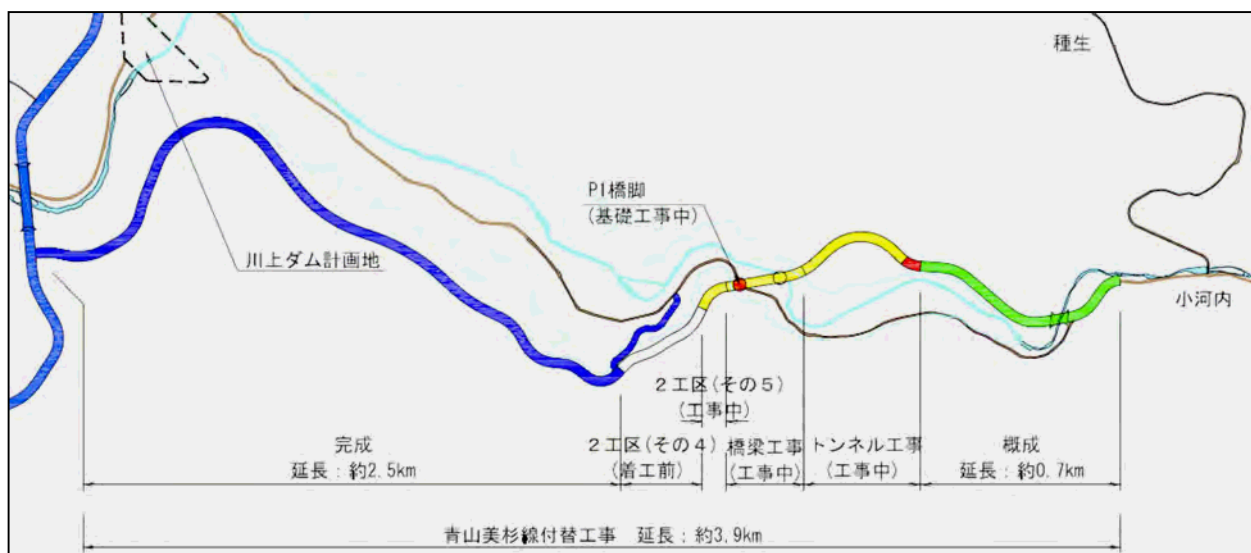 種生
P1橋脚
(基礎工事中)
川上ダム計画地
小河内
2工区(その5)
(工事中)
完成
延長：約2.5km
2工区(その4)
(着工前)
橋梁工事
(工事中)
トンネル工事
(工事中)
概成
延長：約0.7km
青山美杉線付替工事　延長：約3.9km